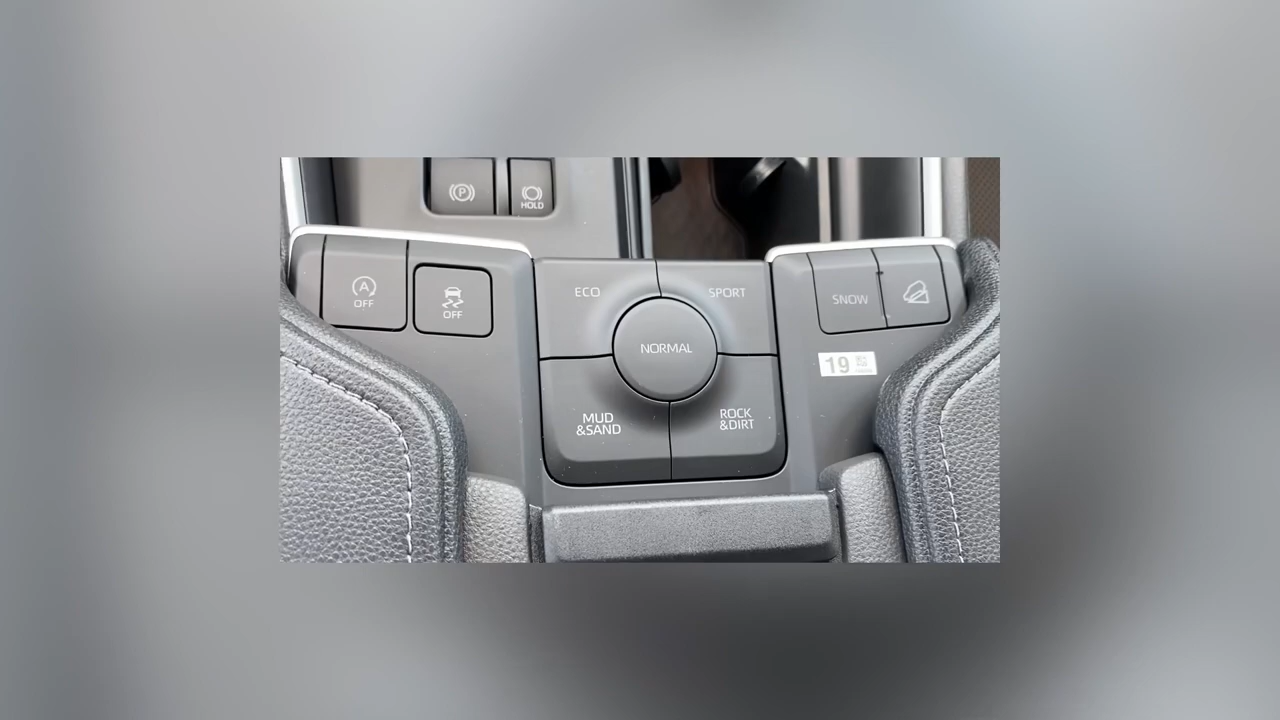 P
HOLD
A
OFF
OFF
ECO
SPORT
NORMAL
SNOW
19
MUD
&SAND
ROCK
&DIRT